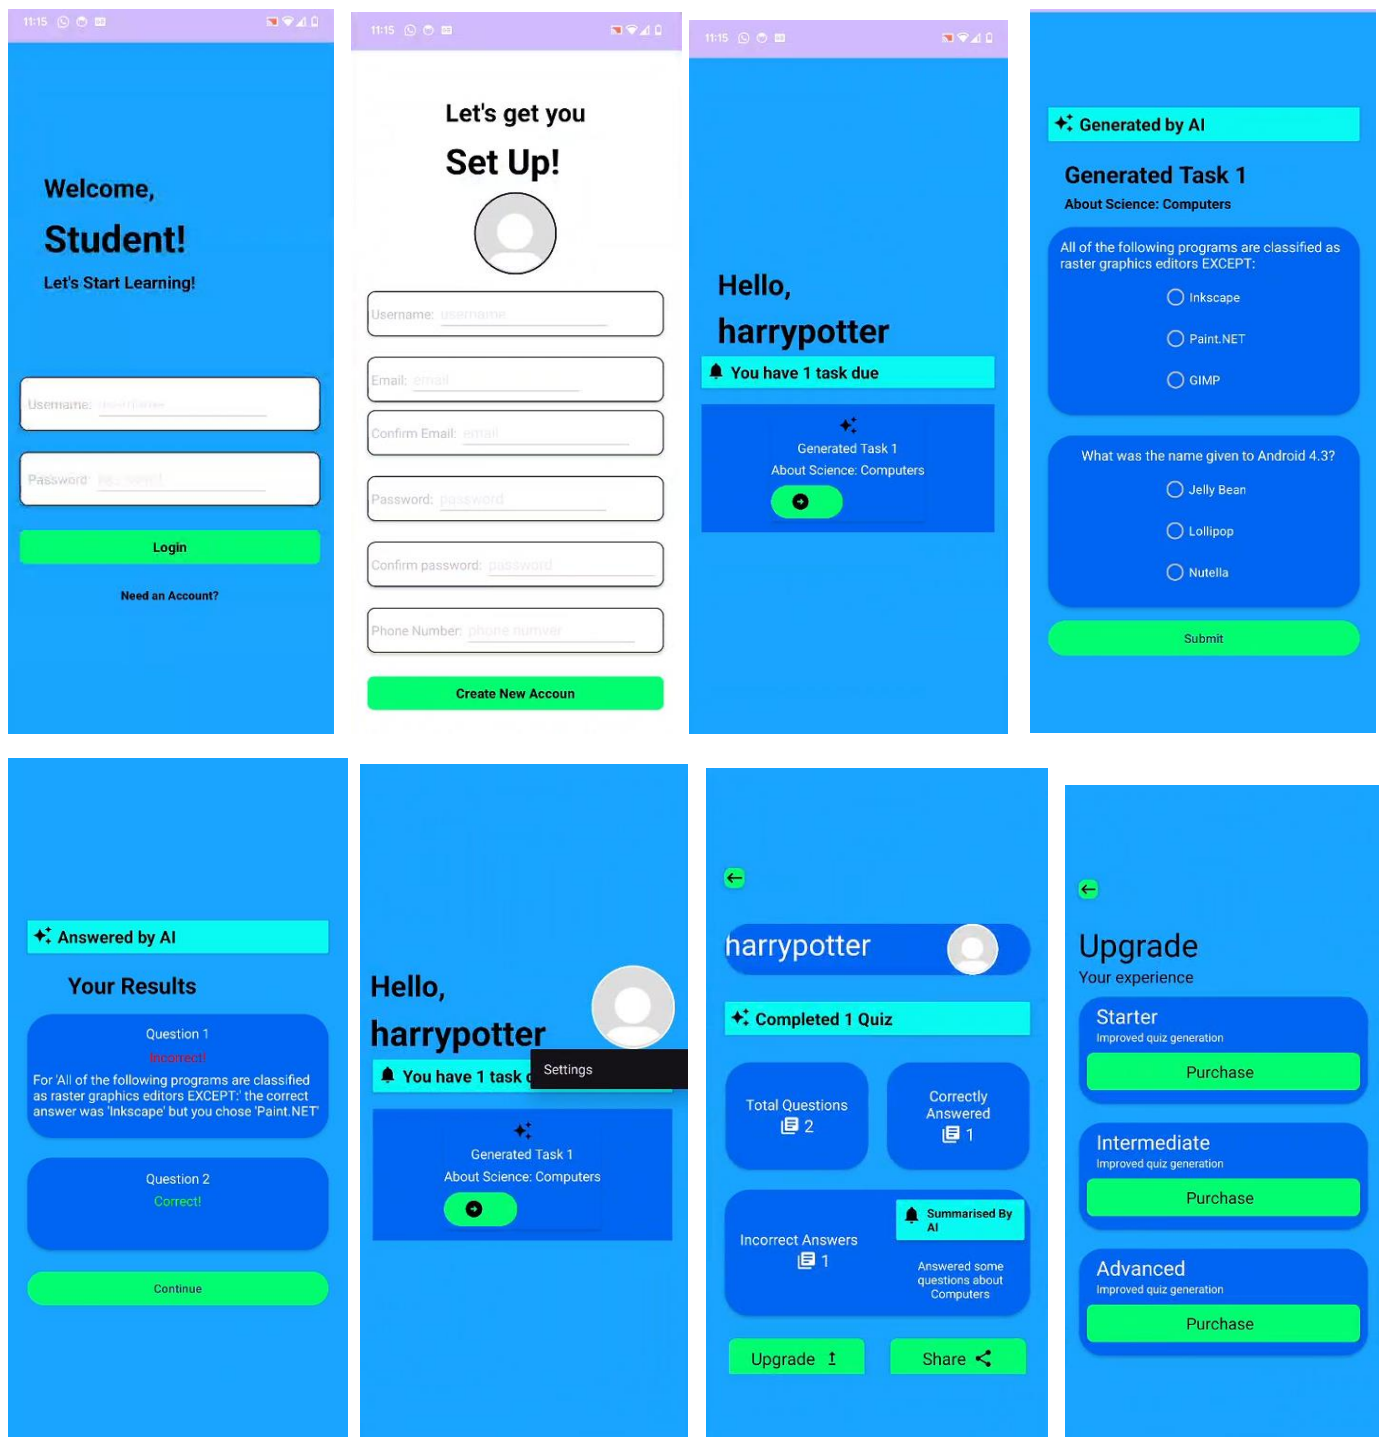 11:15
Welcome,
Student!
Let's Start Learning!
Username: username
Password: password
Login
Need an Account?
11:15
Let's get you
Set Up!
Username: username
Email: email
Confirm Email: email
Password: password
Confirm password: password
Phone Number: phone numver
Create New Accoun
11:15
Hello,
harrypotter
You have 1 task due
Generated Task 1
About Science: Computers
Generated by AI
Generated Task 1
About Science: Computers
All of the following programs are classified as
raster graphics editors EXCEPT:
Inkscape
Paint.NET
GIMP
What was the name given to Android 4.3?
Jelly Bean
Lollipop
Nutella
Submit
Answered by AI
Your Results
Question 1
Incorrect!
For 'All of the following programs are classified
as raster graphics editors EXCEPT:' the correct
answer was 'Inkscape' but you chose 'Paint.NET'
Question 2
Correct!
Continue
Hello,
harrypotter
You have 1 task d
Settings
Generated Task 1
About Science: Computers
harrypotter
Completed 1 Quiz
Total Questions
2
Correctly
Answered
1
Incorrect Answers
1
Summarised By
AI
Answered some
questions about
Computers
Upgrade
Share
Upgrade
Your experience
Starter
Improved quiz generation
Purchase
Intermediate
Improved quiz generation
Purchase
Advanced
Improved quiz generation
Purchase